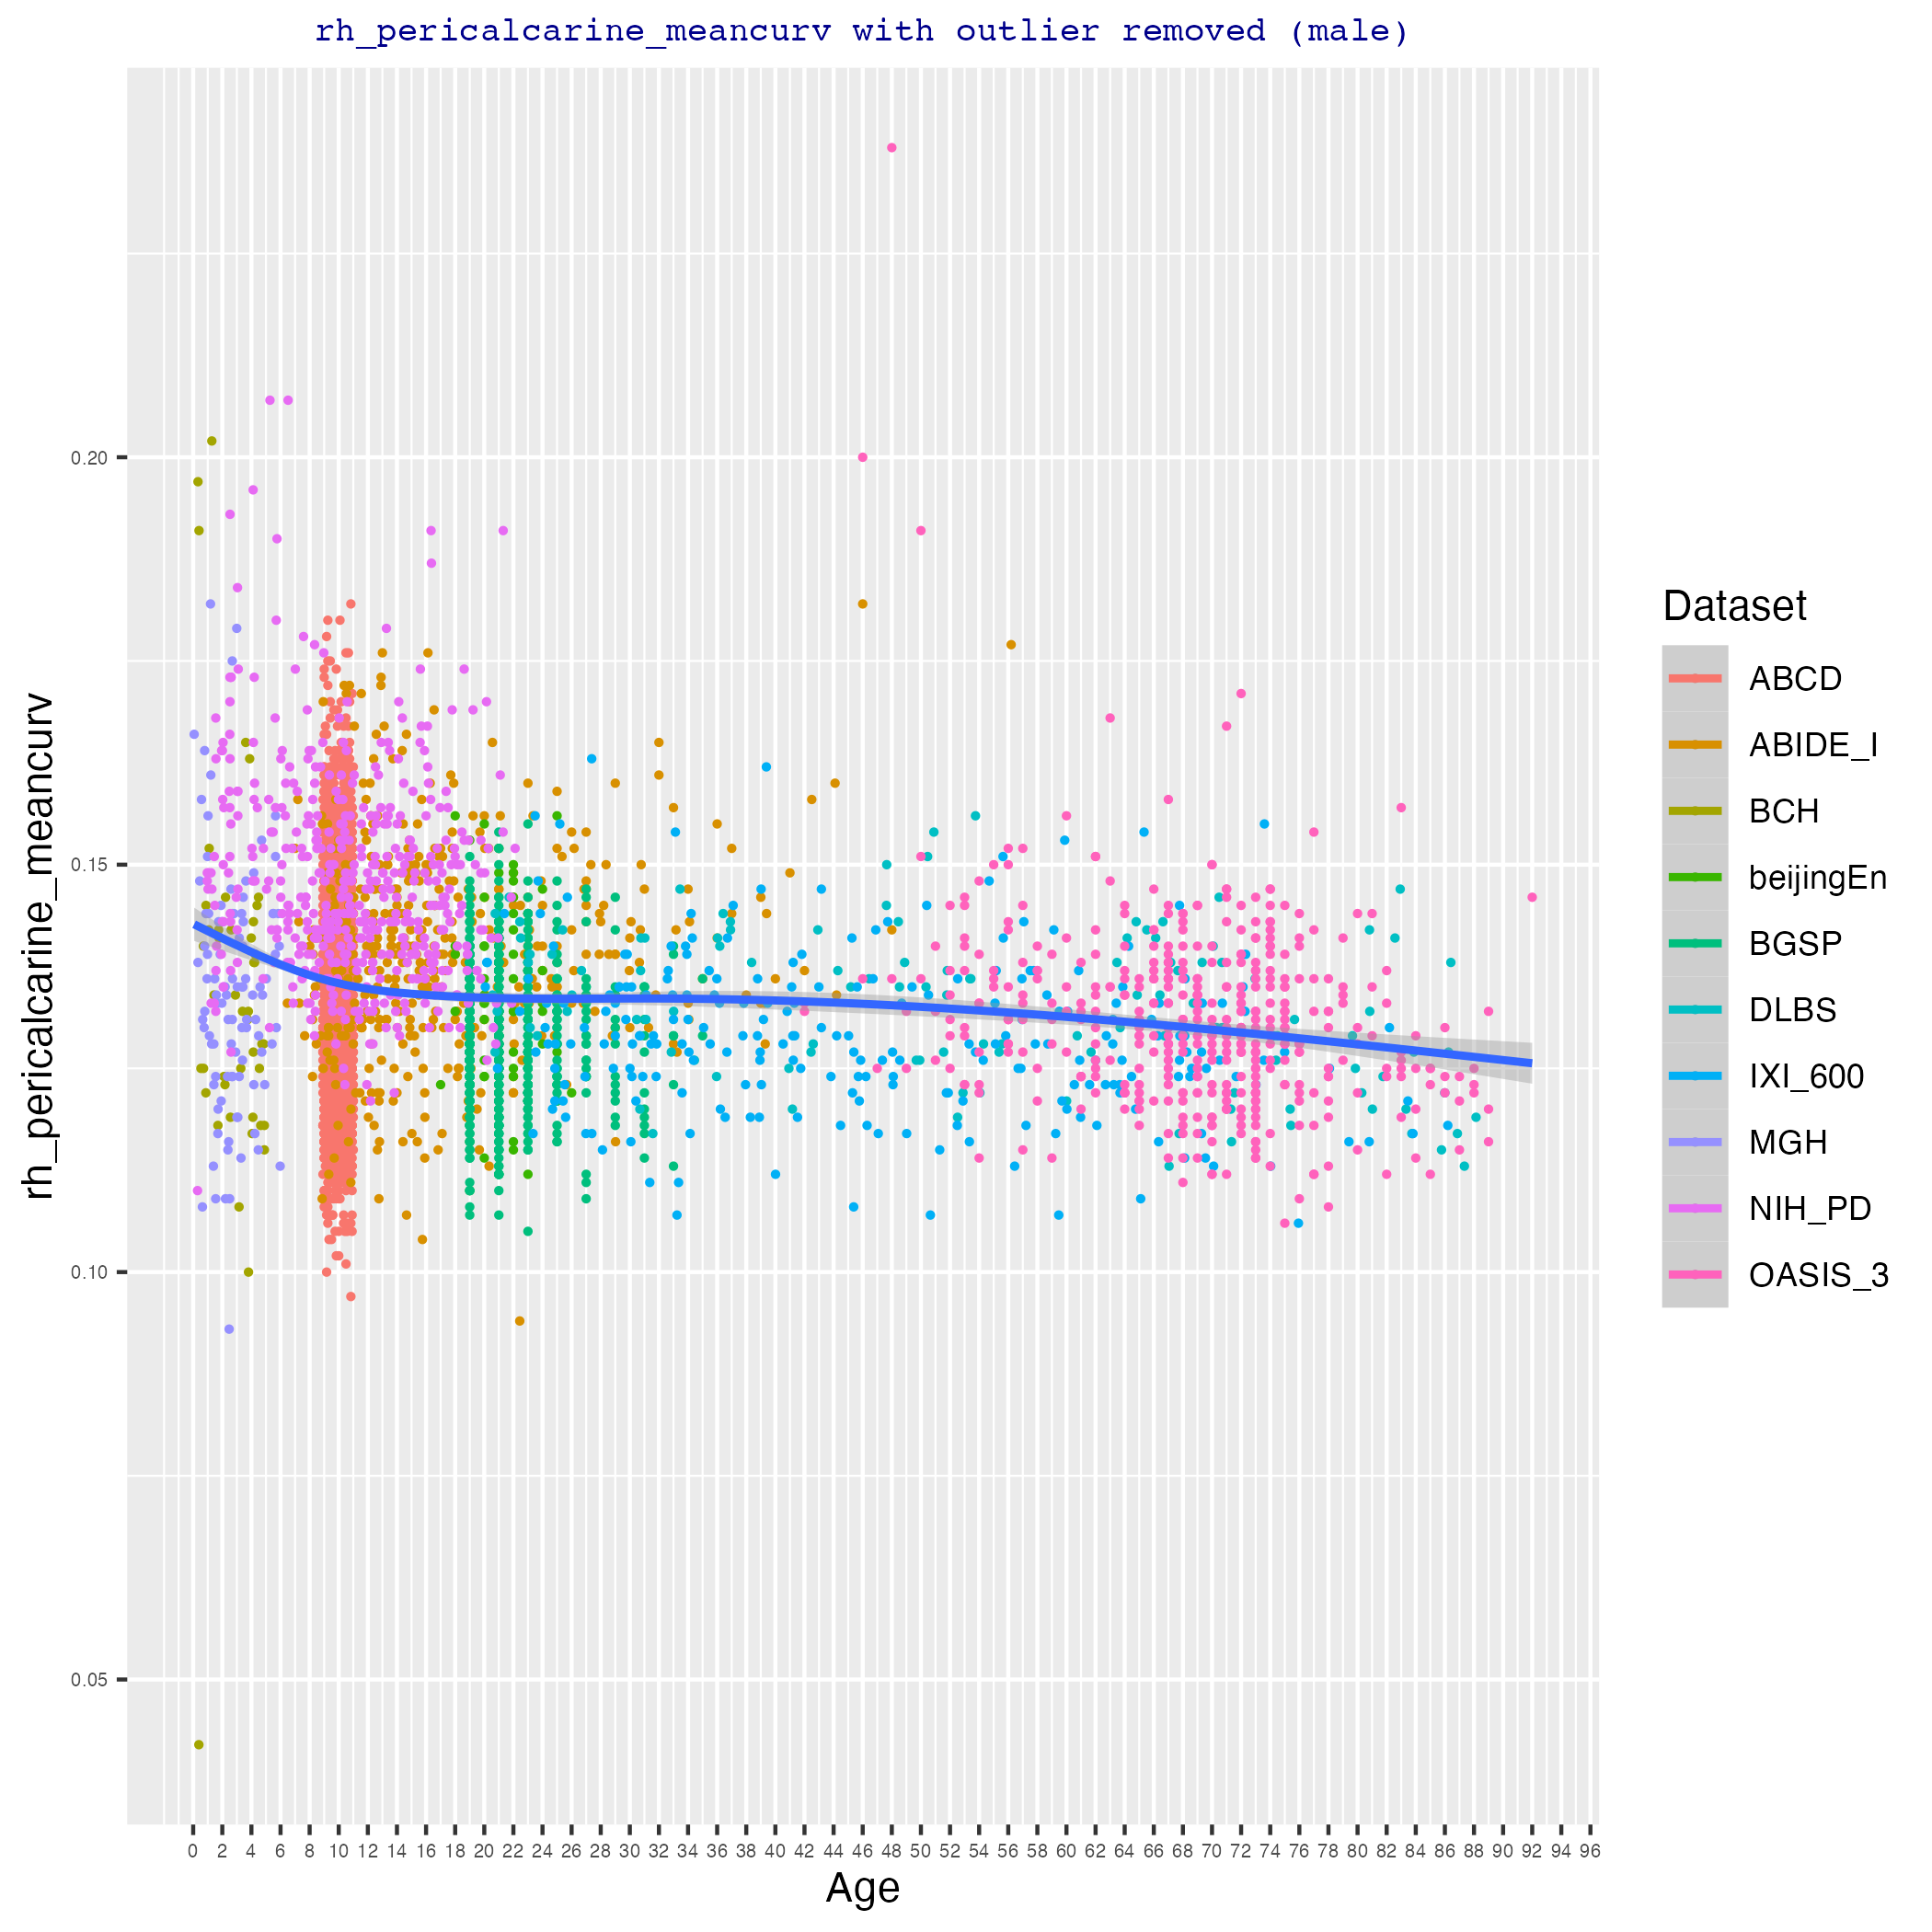 rh_pericalcarine_meancurv with outlier removed (male)
rh_pericalcarine_meancurv
0.20
0.15
0.10
0.05
0 2 4 6 8 10 12 14 16 18 20 22 24 26 28 30 32 34 36 38 40 42 44 46 48 50 52 54 56 58 60 62 64 66 68 70 72 74 76 78 80 82 84 86 88 90 92 94 96
Age
Dataset
ABCD
ABIDE_I
BCH
beijingEn
BGSP
DLBS
IXI_600
MGH
NIH_PD
OASIS_3